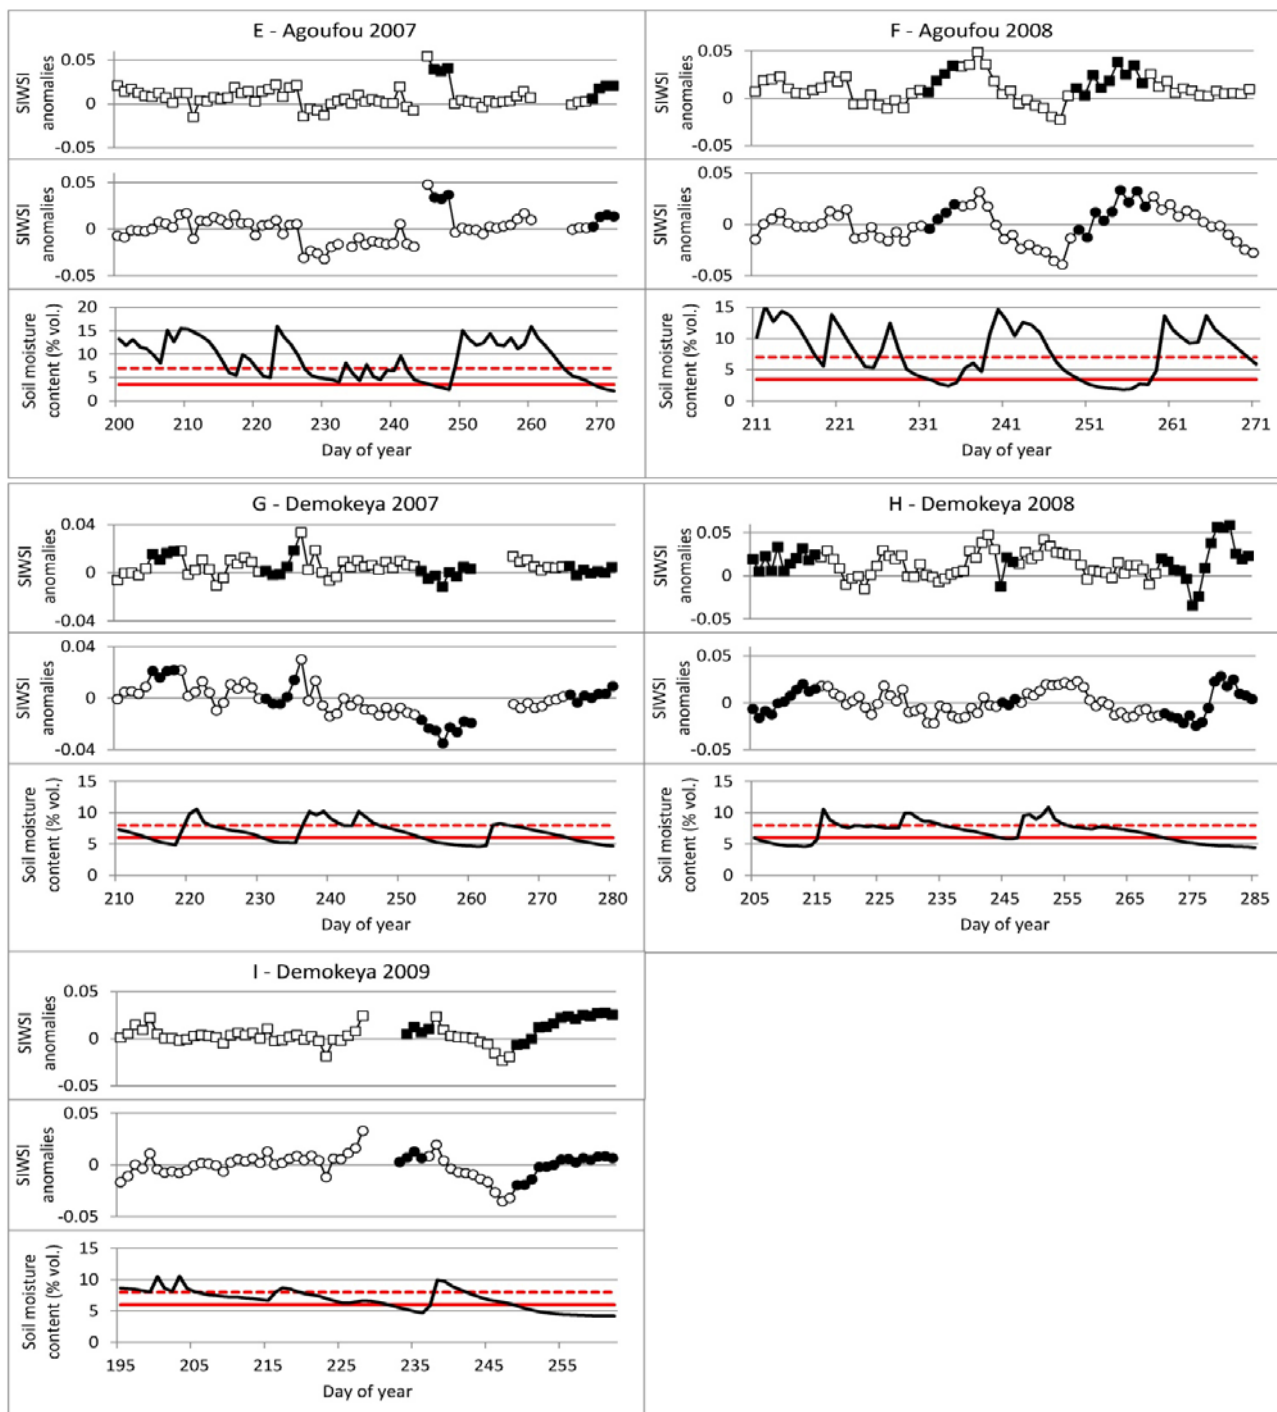 E - Agoufou 2007
SIWSI
anomalies
0.05
0
-0.05
SIWSI
anomalies
0.05
0
-0.05
Soil moisture
content (% vol.)
20
15
10
5
0
200 210 220 230 240 250 260 270
Day of year
F - Agoufou 2008
SIWSI
anomalies
0.05
0
-0.05
SIWSI
anomalies
0.05
0
-0.05
Soil moisture
content (% vol.)
15
10
5
0
211 221 231 241 251 261 271
Day of year
G - Demokeya 2007
SIWSI
anomalies
0.04
0
-0.04
SIWSI
anomalies
0.04
0
-0.04
Soil moisture
content (% vol.)
15
10
5
0
210 220 230 240 250 260 270 280
Day of year
H - Demokeya 2008
SIWSI
anomalies
0.05
0
-0.05
SIWSI
anomalies
0.05
0
-0.05
Soil moisture
content (% vol.)
15
10
5
0
205 215 225 235 245 255 265 275 285
Day of year
I - Demokeya 2009
SIWSI
anomalies
0.05
0
-0.05
SIWSI
anomalies
0.05
0
-0.05
Soil moisture
content (% vol.)
15
10
5
0
195 205 215 225 235 245 255
Day of year